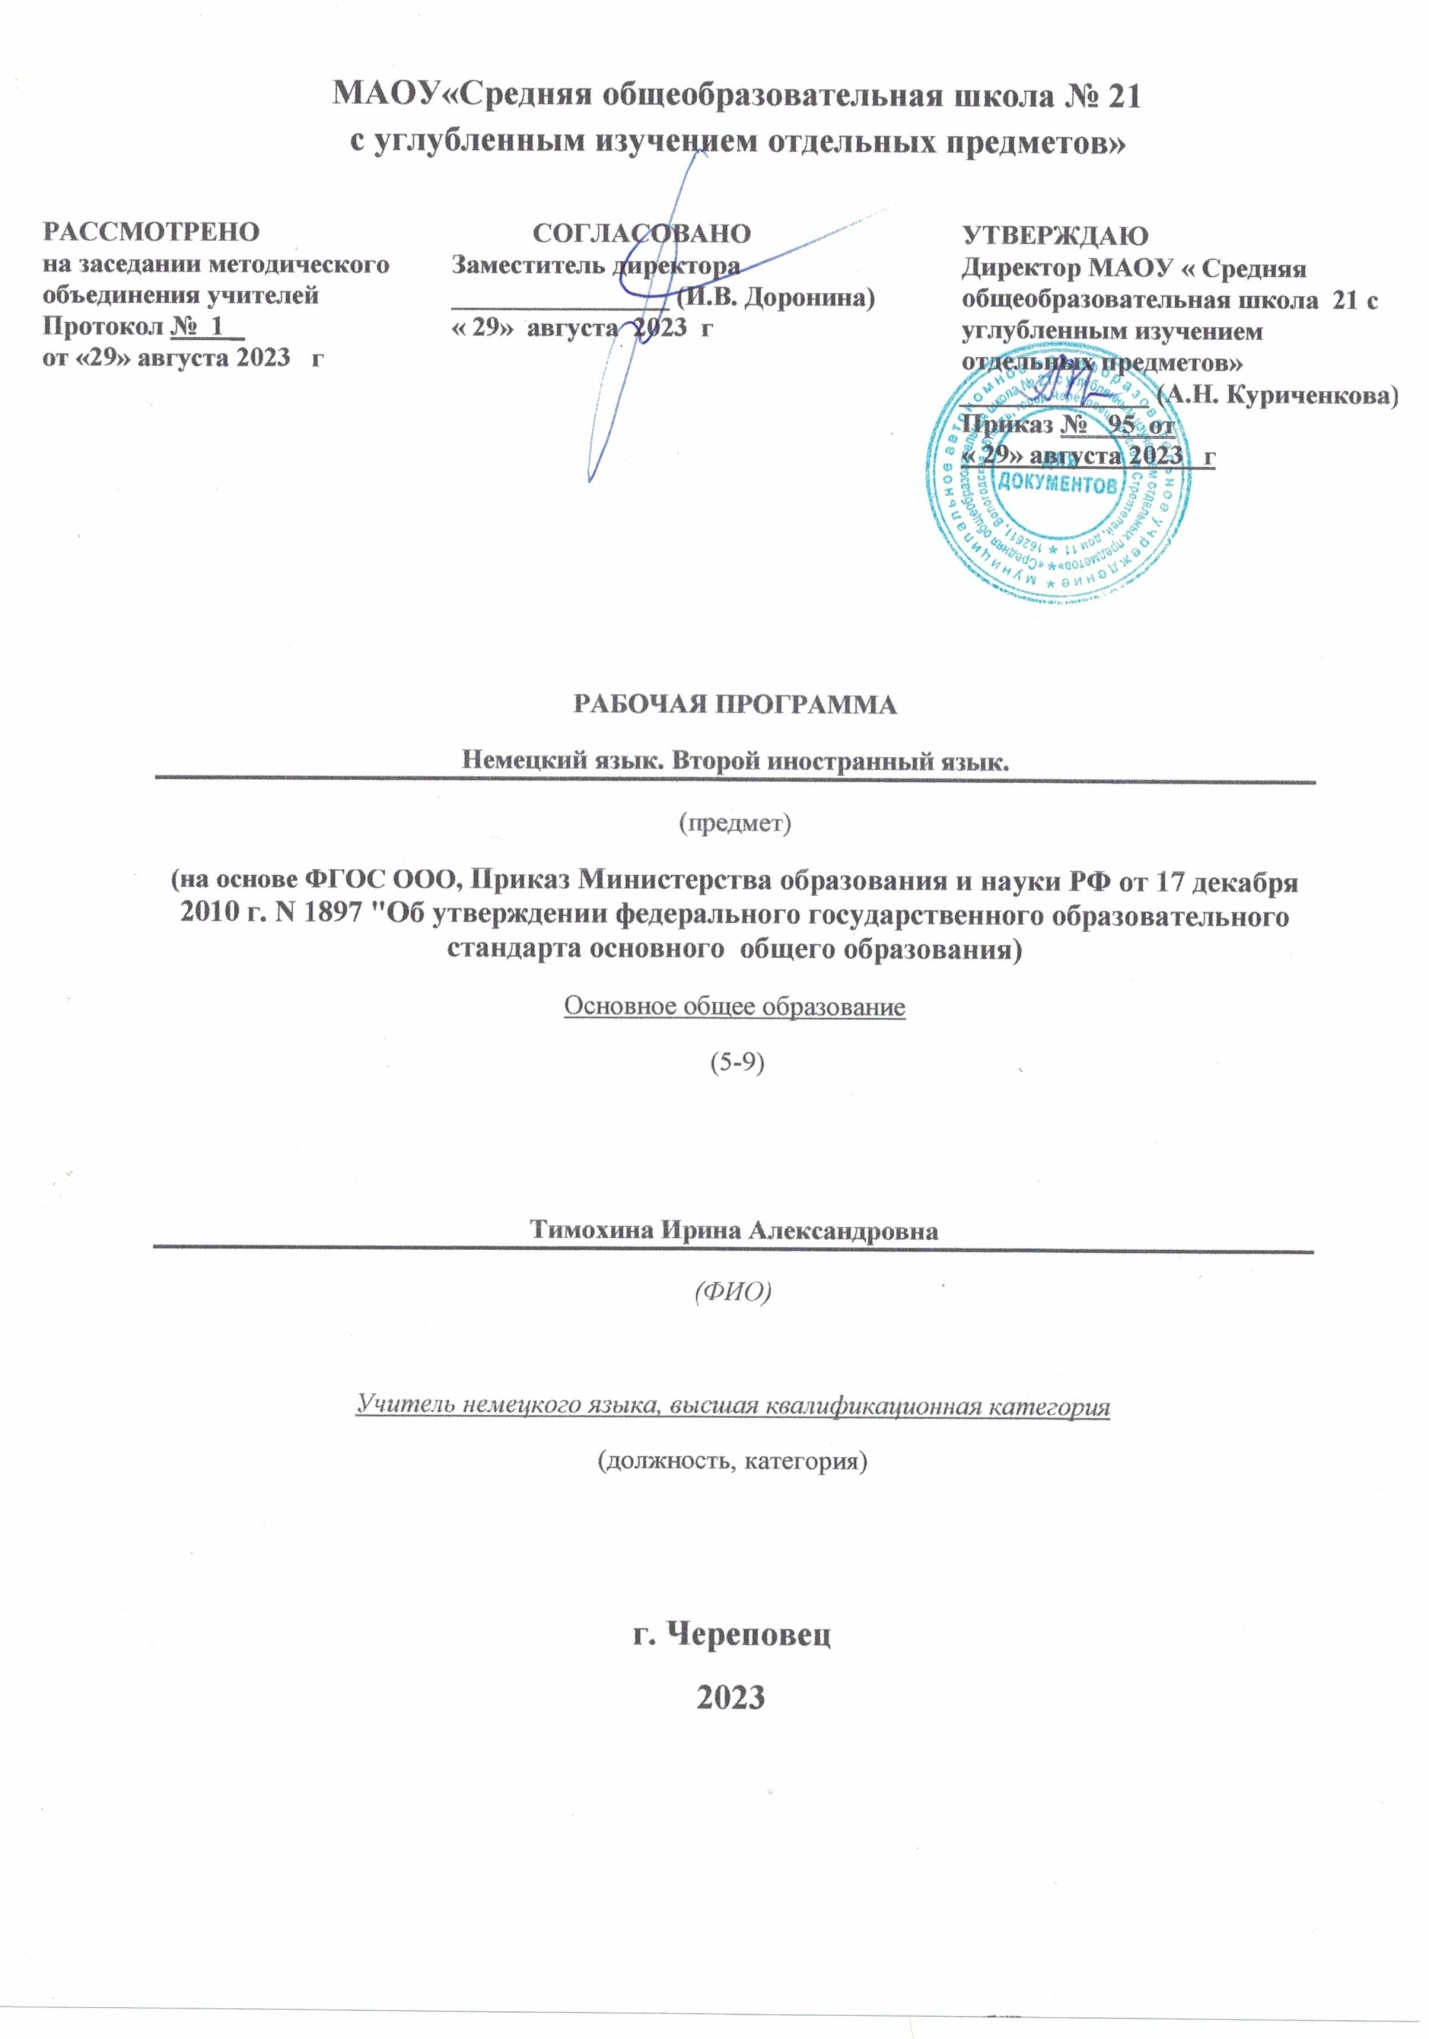 МАОУ«Средняя общеобразовательная школа № 21
с углубленным изучением отдельных предметов»
РАССМОТРЕНО
на заседании методического
объединения учителей
Протокол № 1
от «29» августа 2023 г
СОГЛАСОВАНО
Заместитель директора
________________ (И.В. Доронина)
« 29» августа 2023 г
УТВЕРЖДАЮ
Директор МАОУ « Средняя
общеобразовательная школа 21 с
углубленным изучением
отдельных предметов»
______________ (А.Н. Куриченкова)
Приказ № 95 от
« 29» августа 2023 г
ДЛЯ
ДОКУМЕНТОВ
РАБОЧАЯ ПРОГРАММА
Немецкий язык. Второй иностранный язык.
(предмет)
(на основе ФГОС ООО, Приказ Министерства образования и науки РФ от 17 декабря
2010 г. N 1897 "Об утверждении федерального государственного образовательного
стандарта основного общего образования)
Основное общее образование
(5-9)
Тимохина Ирина Александровна
(ФИО)
Учитель немецкого языка, высшая квалификационная категория
(должность, категория)
г. Череповец
2023